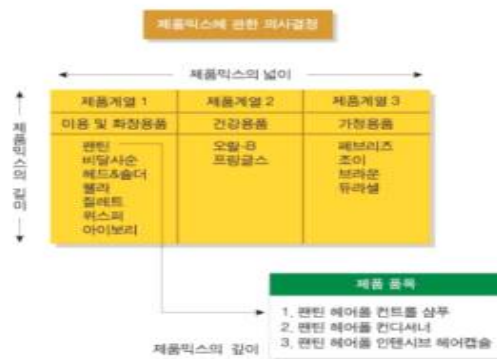 제품믹스에 관한 의사결정
제품믹스의 넓이
제품믹스의 깊이
제품계열 1
제품계열 2
제품계열 3
미용 및 화장용품
건강용품
가정용품
팬틴
비달사순
헤드&숄더
웰라
질레트
위스퍼
아이보리
오랄-B
프링글스
페브리즈
조이
브라운
듀라셀
제품 품목
1. 팬틴 헤어폴 컨트롤 샴푸
2. 팬틴 헤어폴 컨디셔너
3. 팬틴 헤어폴 인텐시브 헤어캡슐
제품믹스의 깊이